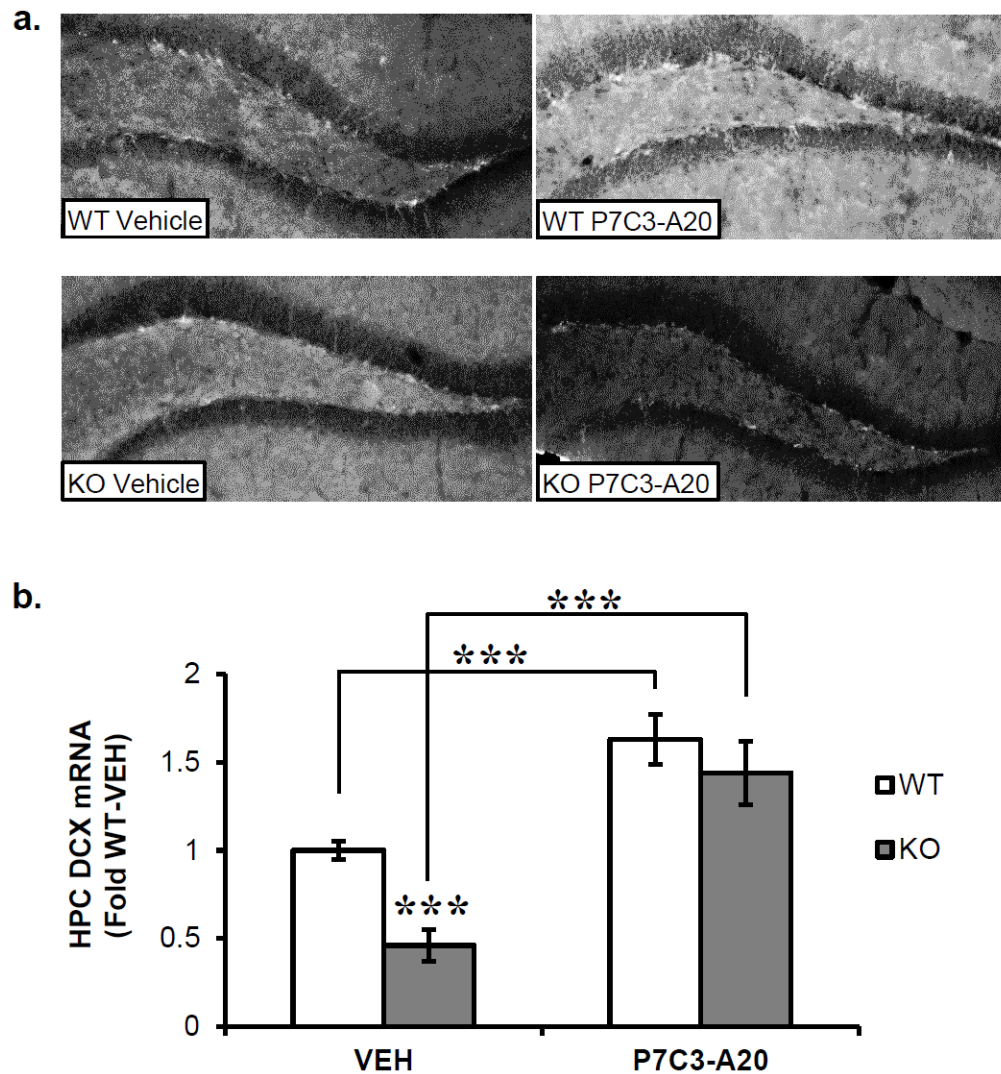 a.
WT Vehicle
WT P7C3-A20
KO Vehicle
KO P7C3-A20
b.
***
***
2
1.5
1
0.5
0
HPC DCX mRNA
(Fold WT-VEH)
***
WT
KO
VEH
P7C3-A20